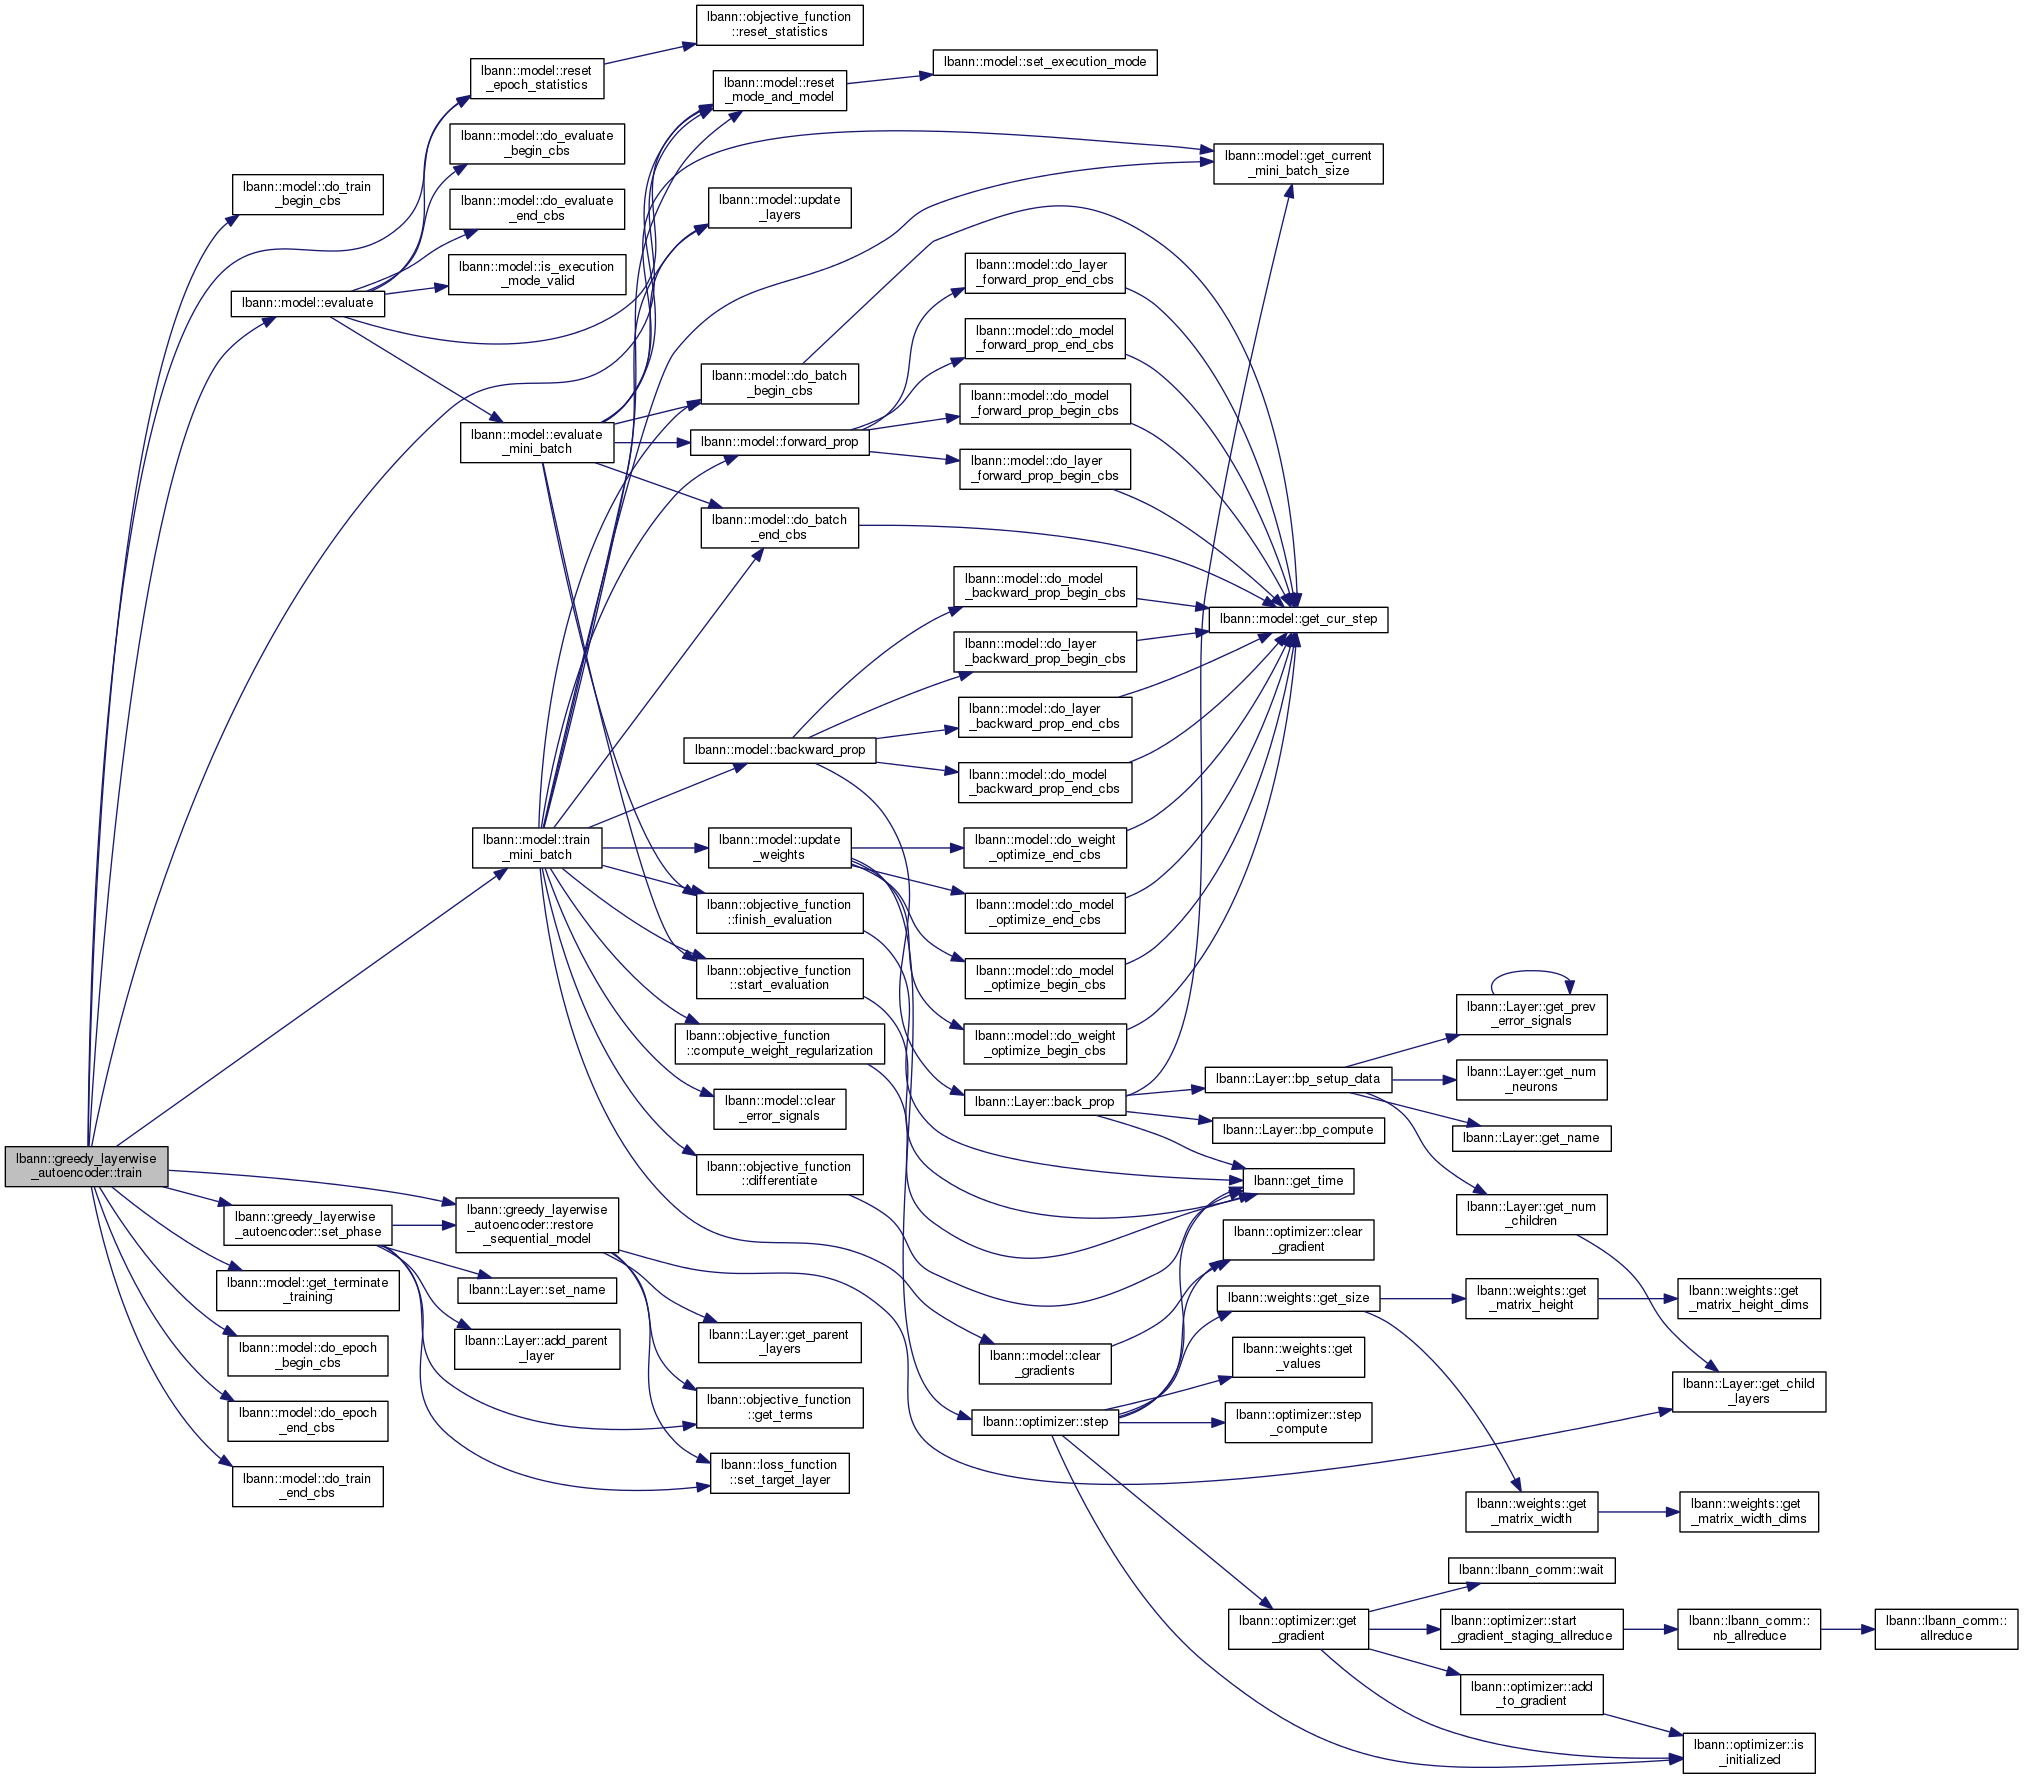 lbann::greedy_layerwise
_autoencoder::train
lbann::model::do_train
_begin_cbs
lbann::model::evaluate
lbann::greedy_layerwise
_autoencoder::set_phase
lbann::model::get_terminate
_training
lbann::model::do_epoch
_begin_cbs
lbann::model::do_epoch
_end_cbs
lbann::model::do_train
_end_cbs
lbann::model::reset
_epoch_statistics
lbann::model::do_evaluate
_begin_cbs
lbann::model::do_evaluate
_end_cbs
lbann::model::is_execution
_mode_valid
lbann::model::evaluate
_mini_batch
lbann::model::train
_mini_batch
lbann::greedy_layerwise
_autoencoder::restore
_sequential_model
lbann::Layer::set_name
lbann::Layer::add_parent
_layer
lbann::objective_function
::reset_statistics
lbann::model::reset
_mode_and_model
lbann::model::update
_layers
lbann::model::do_batch
_begin_cbs
lbann::model::forward_prop
lbann::model::do_batch
_end_cbs
lbann::model::backward_prop
lbann::model::update
_weights
lbann::objective_function
::finish_evaluation
lbann::objective_function
::start_evaluation
lbann::objective_function
::compute_weight_regularization
lbann::model::clear
_error_signals
lbann::objective_function
::differentiate
lbann::Layer::get_parent
_layers
lbann::objective_function
::get_terms
lbann::loss_function
::set_target_layer
lbann::model::set_execution_mode
lbann::model::do_layer
_forward_prop_end_cbs
lbann::model::do_model
_forward_prop_end_cbs
lbann::model::do_model
_forward_prop_begin_cbs
lbann::model::do_layer
_forward_prop_begin_cbs
lbann::model::do_model
_backward_prop_begin_cbs
lbann::model::do_layer
_backward_prop_begin_cbs
lbann::model::do_layer
_backward_prop_end_cbs
lbann::model::do_model
_backward_prop_end_cbs
lbann::model::do_weight
_optimize_end_cbs
lbann::model::do_model
_optimize_end_cbs
lbann::model::do_model
_optimize_begin_cbs
lbann::model::do_weight
_optimize_begin_cbs
lbann::Layer::back_prop
lbann::model::clear
_gradients
lbann::optimizer::step
lbann::model::get_current
_mini_batch_size
lbann::model::get_cur_step
lbann::Layer::bp_setup_data
lbann::Layer::bp_compute
lbann::get_time
lbann::optimizer::clear
_gradient
lbann::weights::get_size
lbann::weights::get
_values
lbann::optimizer::step
_compute
lbann::optimizer::get
_gradient
lbann::Layer::get_prev
_error_signals
lbann::Layer::get_num
_neurons
lbann::Layer::get_name
lbann::Layer::get_num
_children
lbann::weights::get
_matrix_height
lbann::weights::get
_matrix_width
lbann::lbann_comm::wait
lbann::optimizer::start
_gradient_staging_allreduce
lbann::optimizer::add
_to_gradient
lbann::weights::get
_matrix_height_dims
lbann::Layer::get_child
_layers
lbann::weights::get
_matrix_width_dims
lbann::lbann_comm::
nb_allreduce
lbann::optimizer::is
_initialized
lbann::lbann_comm::
allreduce